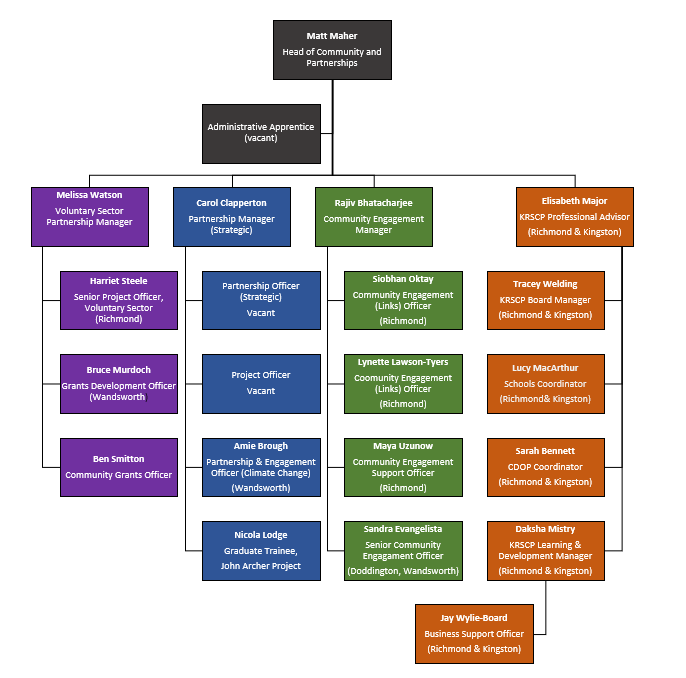 Matt Maher
Head of Community and
Partnerships
Administrative Apprentice
(vacant)
Melissa Watson
Voluntary Sector
Partnership Manager
Carol Clapperton
Partnership Manager
(Strategic)
Rajiv Bhatacharjee
Community Engagement
Manager
Elisabeth Major
KRSCP Professional Advisor
(Richmond & Kingston)
Harriet Steele
Senior Project Officer,
Voluntary Sector
(Richmond)
Partnership Officer
(Strategic)
Vacant
Siobhan Oktay
Community Engagement
(Links) Officer
(Richmond)
Tracey Welding
KRSCP Board Manager
(Richmond & Kingston)
Bruce Murdoch
Grants Development Officer
(Wandsworth)
Project Officer
Vacant
Lynette Lawson-Tyers
Coomunity Engagement
(Links) Officer
(Richmond)
Lucy MacArthur
Schools Coordinator
(Richmond& Kingston)
Ben Smitton
Community Grants Officer
Amie Brough
Partnership & Engagement
Officer (Climate Change)
(Wandsworth)
Maya Uzunow
Community Engagement
Support Officer
(Richmond)
Sarah Bennett
CDOP Coordinator
(Richmond & Kingston)
Nicola Lodge
Graduate Trainee,
John Archer Project
Sandra Evangelista
Senior Community
Engagament Officer
(Doddington, Wandsworth)
Daksha Mistry
KRSCP Learning &
Development Manager
(Richmond & Kingston)
Jay Wylie-Board
Business Support Officer
(Richmond & Kingston)